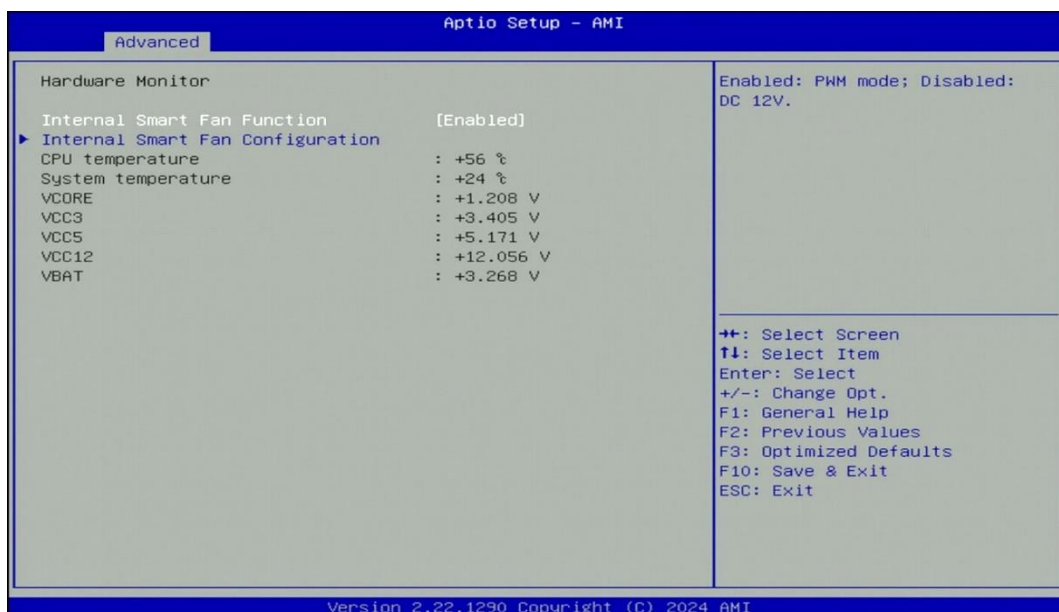 Aptio Setup – AMI
Advanced
Hardware Monitor
Internal Smart Fan Function [Enabled]
▶ Internal Smart Fan Configuration
CPU temperature : +56 ℃
System temperature : +24 ℃
VCORE : +1.208 V
VCC3 : +3.405 V
VCC5 : +5.171 V
VCC12 : +12.056 V
VBAT : +3.268 V
Enabled: PWM mode; Disabled:
DC 12V.
→←: Select Screen
↑↓: Select Item
Enter: Select
+/-: Change Opt.
F1: General Help
F2: Previous Values
F3: Optimized Defaults
F10: Save & Exit
ESC: Exit
Version 2.22.1290 Copyright (C) 2024 AMI